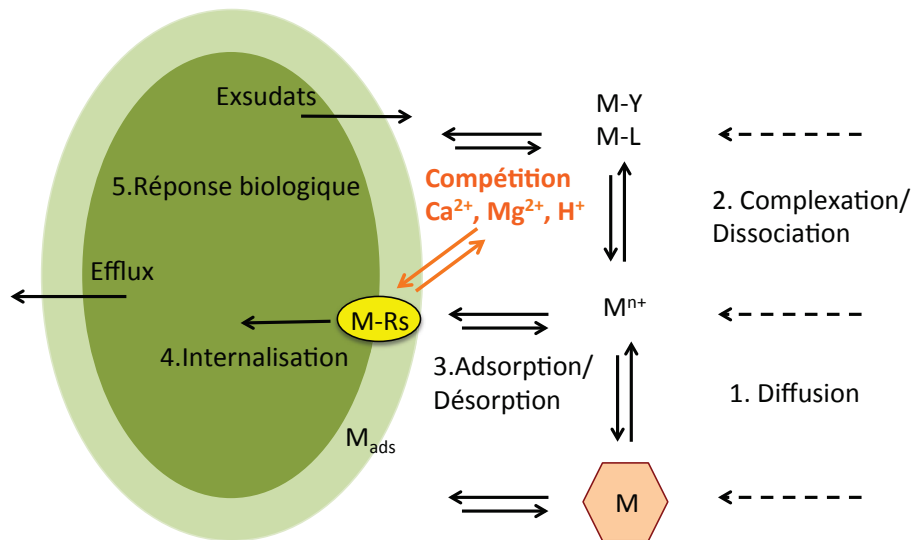 Exsudats
M-Y
M-L
5.Réponse biologique
Compétition
Ca²⁺, Mg²⁺, H⁺
2. Complexation/
Dissociation
Efflux
M-Rs
Mⁿ⁺
4.Internalisation
3.Adsorption/
Désorption
1. Diffusion
M_ads
M